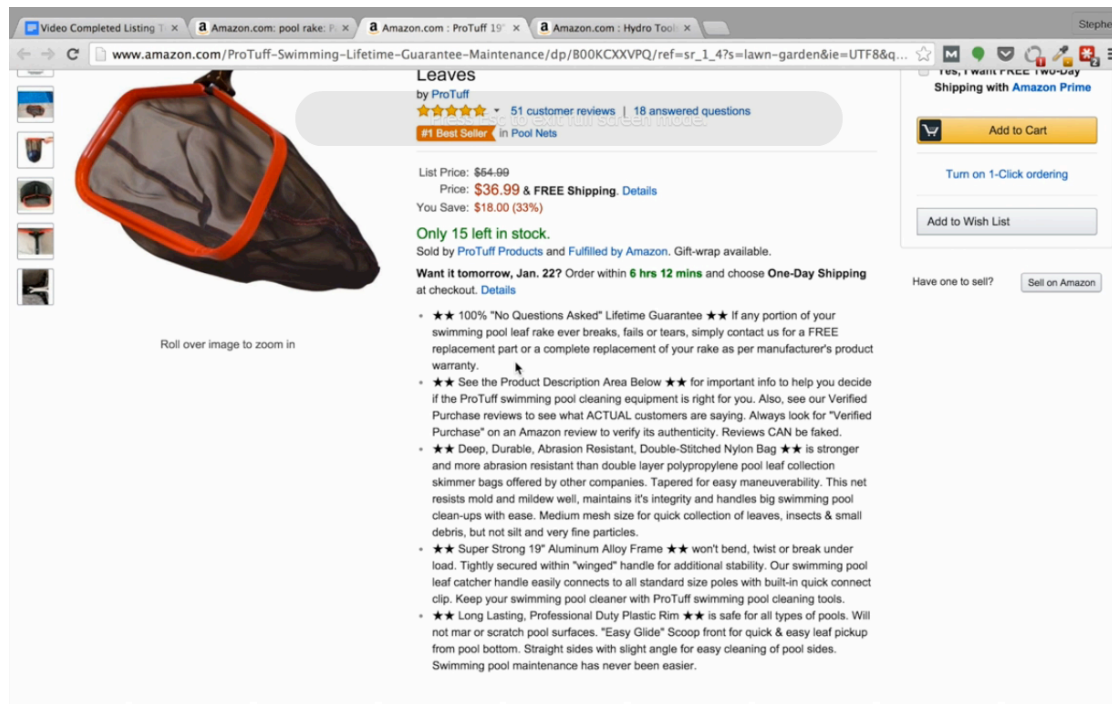 Video Completed Listing T
Amazon.com: pool rake: P
Amazon.com : ProTuff 19"
Amazon.com : Hydro Tool
Stephe
www.amazon.com/ProTuff-Swimming-Lifetime-Guarantee-Maintenance/dp/B00KCXXVPQ/ref=sr_1_4?s=lawn-garden&ie=UTF8&q...
Leaves
by ProTuff
51 customer reviews | 18 answered questions
Press Esc to exit full screen mode.
#1 Best Seller in Pool Nets
List Price: $54.99
Price: $36.99 & FREE Shipping. Details
You Save: $18.00 (33%)
Only 15 left in stock.
Sold by ProTuff Products and Fulfilled by Amazon. Gift-wrap available.
Want it tomorrow, Jan. 22? Order within 6 hrs 12 mins and choose One-Day Shipping
at checkout. Details
★★ 100% "No Questions Asked" Lifetime Guarantee ★★ If any portion of your
swimming pool leaf rake ever breaks, fails or tears, simply contact us for a FREE
replacement part or a complete replacement of your rake as per manufacturer's product
warranty.
★★ See the Product Description Area Below ★★ for important info to help you decide
if the ProTuff swimming pool cleaning equipment is right for you. Also, see our Verified
Purchase reviews to see what ACTUAL customers are saying. Always look for "Verified
Purchase" on an Amazon review to verify its authenticity. Reviews CAN be faked.
★★ Deep, Durable, Abrasion Resistant, Double-Stitched Nylon Bag ★★ is stronger
and more abrasion resistant than double layer polypropylene pool leaf collection
skimmer bags offered by other companies. Tapered for easy maneuverability. This net
resists mold and mildew well, maintains it's integrity and handles big swimming pool
clean-ups with ease. Medium mesh size for quick collection of leaves, insects & small
debris, but not silt and very fine particles.
★★ Super Strong 19" Aluminum Alloy Frame ★★ won't bend, twist or break under
load. Tightly secured within "winged" handle for additional stability. Our swimming pool
leaf catcher handle easily connects to all standard size poles with built-in quick connect
clip. Keep your swimming pool cleaner with ProTuff swimming pool cleaning tools.
★★ Long Lasting, Professional Duty Plastic Rim ★★ is safe for all types of pools. Will
not mar or scratch pool surfaces. "Easy Glide" Scoop front for quick & easy leaf pickup
from pool bottom. Straight sides with slight angle for easy cleaning of pool sides.
Swimming pool maintenance has never been easier.
Roll over image to zoom in
Yes, I want FREE Two-Day
Shipping with Amazon Prime
Add to Cart
Turn on 1-Click ordering
Add to Wish List
Have one to sell?
Sell on Amazon